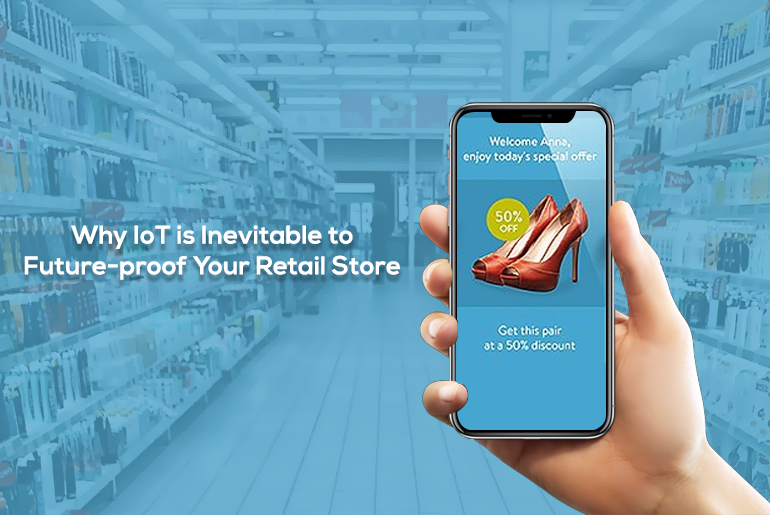 Why IoT is Inevitable to
Future-proof Your Retail Store
Welcome Anna,
enjoy today's special offer
50%
OFF
Get this pair
at a 50% discount